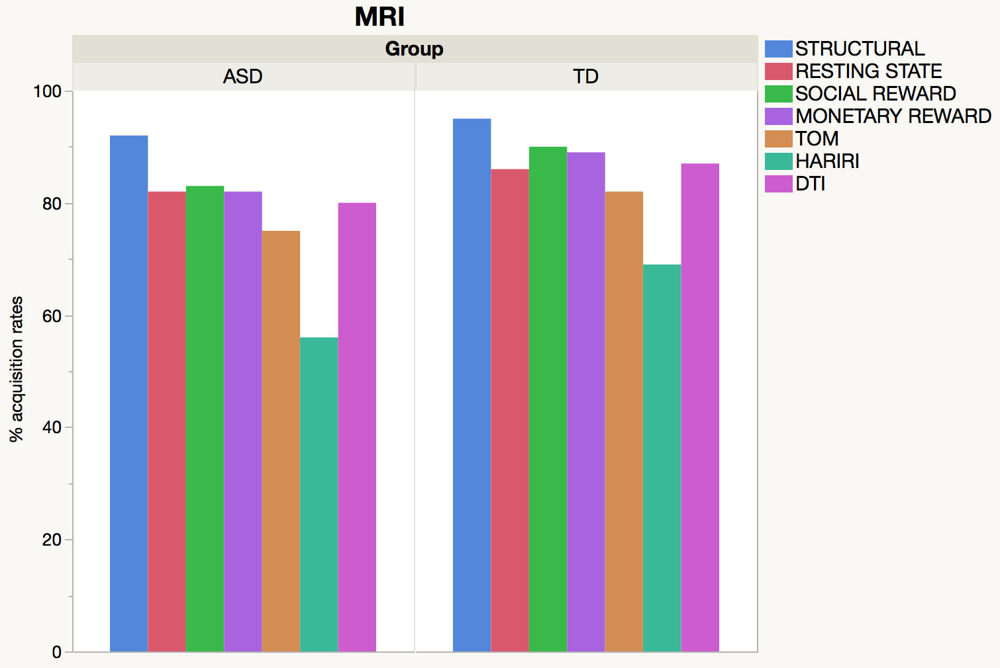 MRI
Group
ASD
TD
100
80
60
40
20
0
% acquisition rates
STRUCTURAL
RESTING STATE
SOCIAL REWARD
MONETARY REWARD
TOM
HARIRI
DTI